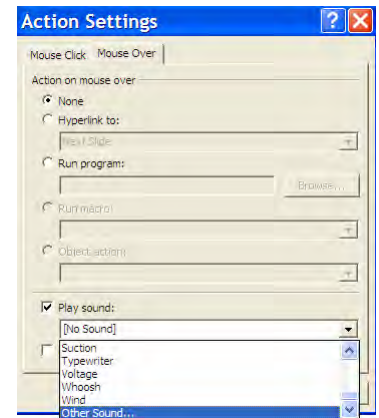 Action Settings
Mouse Click Mouse Over
Action on mouse over
None
Hyperlink to:
Next Slide
Run program:
Browse...
Run macro:
Object action:
Play sound:
[No Sound]
Suction
Typewriter
Voltage
Whoosh
Wind
Other Sound...